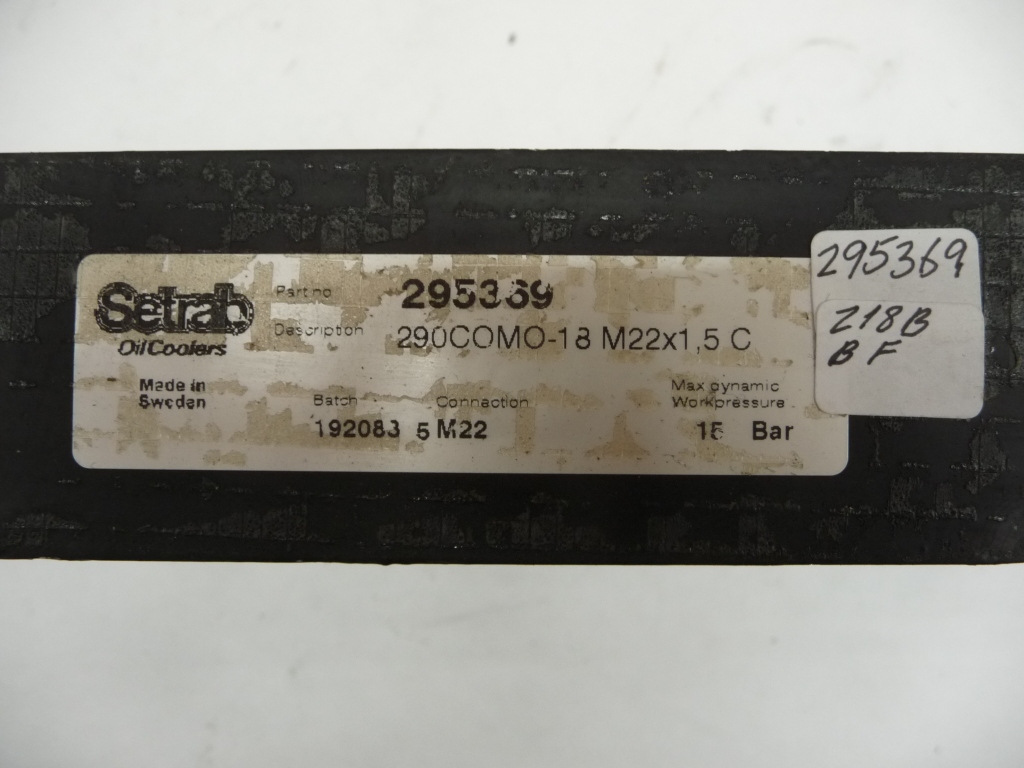 Setrab
Oil Coolers
Part no 295369
Description 290COMO-18 M22x1,5 C
Made in
Sweden
Batch Connection
192083 5 M22
Max dynamic
Workpressure
15 Bar
295369
218B
BF